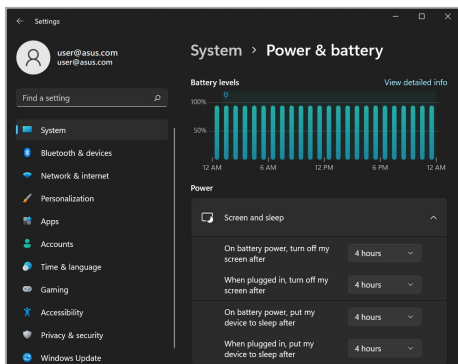 Settings
user@asus.com
user@asus.com
Find a setting
System
Bluetooth & devices
Network & internet
Personalization
Apps
Accounts
Time & language
Gaming
Accessibility
Privacy & security
Windows Update
System > Power & battery
Battery levels
View detailed info
100%
50%
12 AM 6 AM 12 PM 6 PM 12 AM
Power
Screen and sleep
On battery power, turn off my
screen after
4 hours
When plugged in, turn off my
screen after
4 hours
On battery power, put my
device to sleep after
4 hours
When plugged in, put my
device to sleep after
4 hours